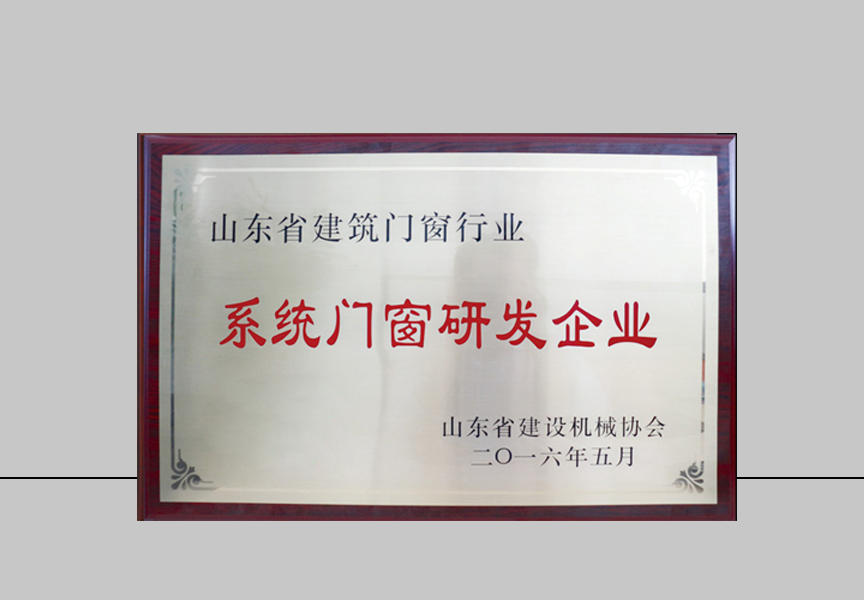 山东省建筑门窗行业
系统门窗研发企业
山东省建设机械协会
二〇一六年五月